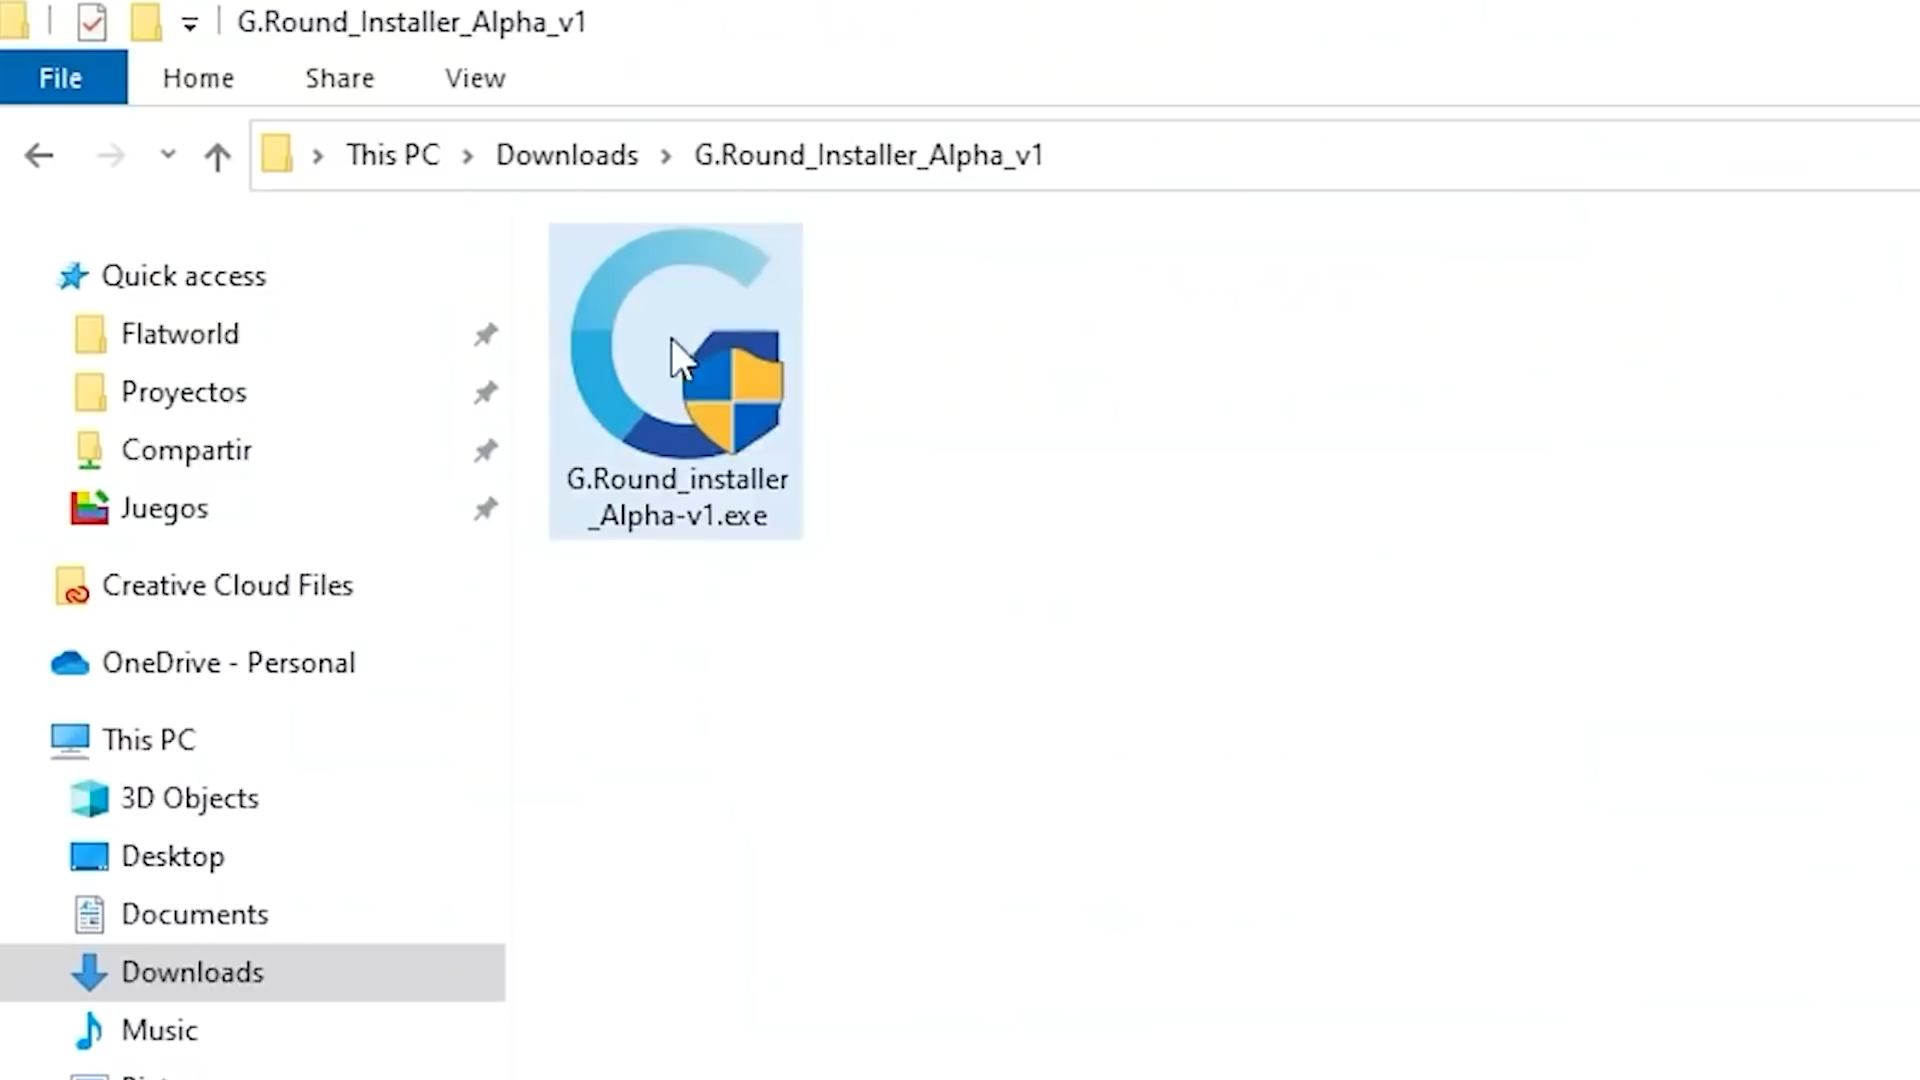 G.Round_Installer_Alpha_v1
File Home Share View
This PC > Downloads > G.Round_Installer_Alpha_v1
Quick access
Flatworld
Proyectos
Compartir
Juegos
Creative Cloud Files
OneDrive - Personal
This PC
3D Objects
Desktop
Documents
Downloads
Music
G.Round_installer
_Alpha-v1.exe